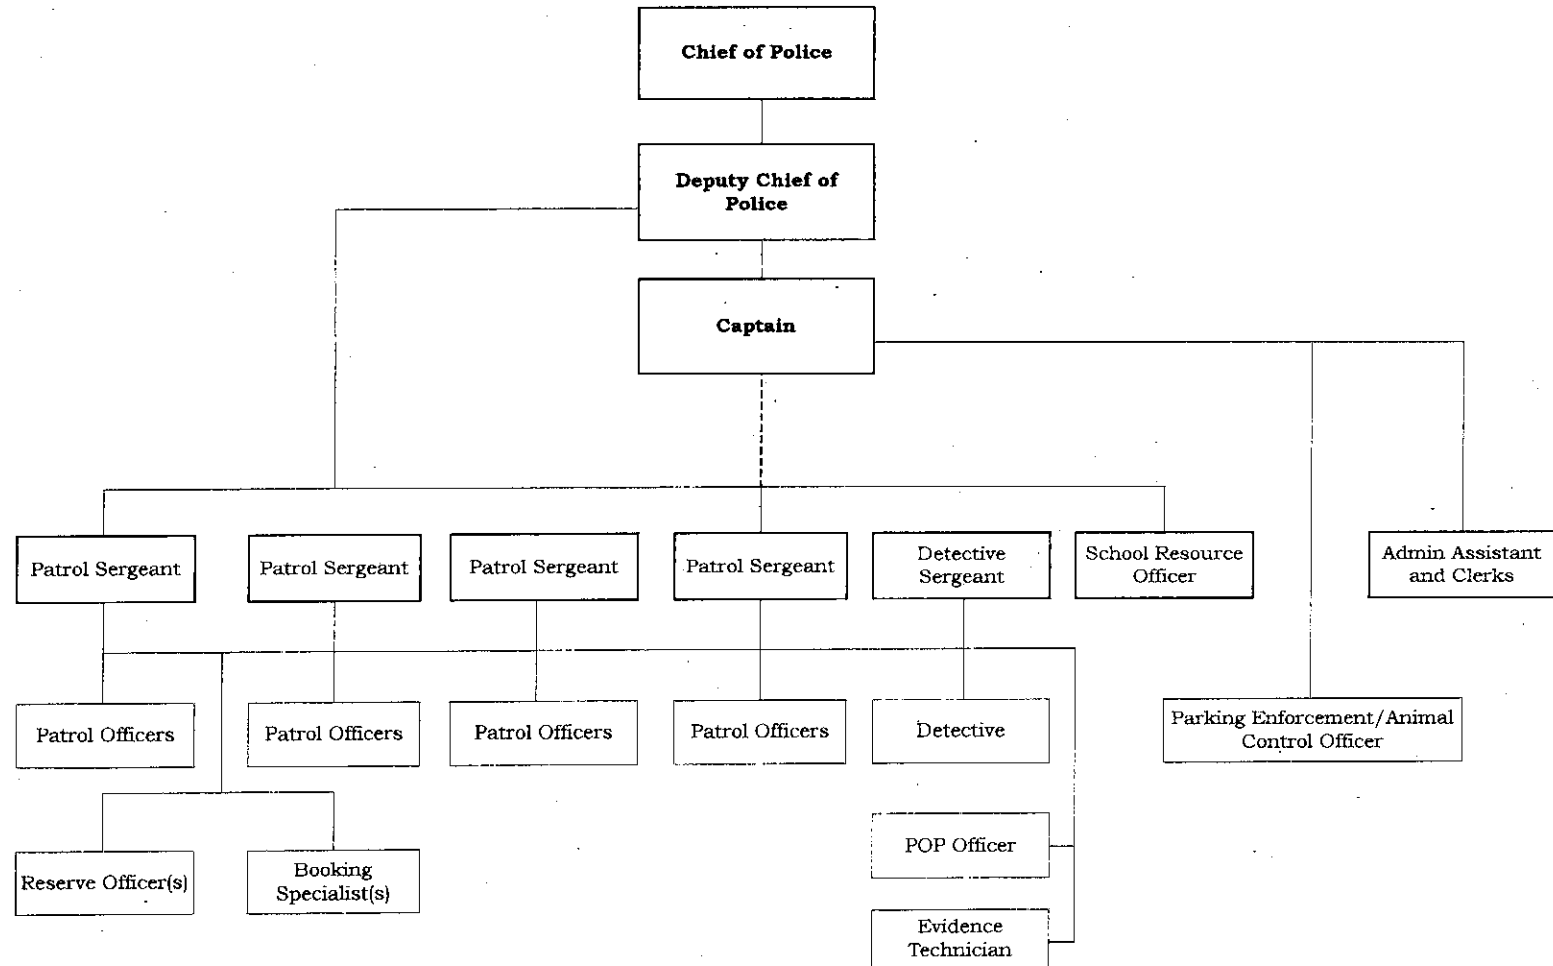 Chief of Police
Deputy Chief of
Police
Captain
Patrol Sergeant
Patrol Sergeant
Patrol Sergeant
Patrol Sergeant
Detective
Sergeant
School Resource
Officer
Admin Assistant
and Clerks
Patrol Officers
Patrol Officers
Patrol Officers
Patrol Officers
Detective
Parking Enforcement/Animal
Control Officer
POP Officer
Reserve Officer(s)
Booking
Specialist(s)
Evidence
Technician